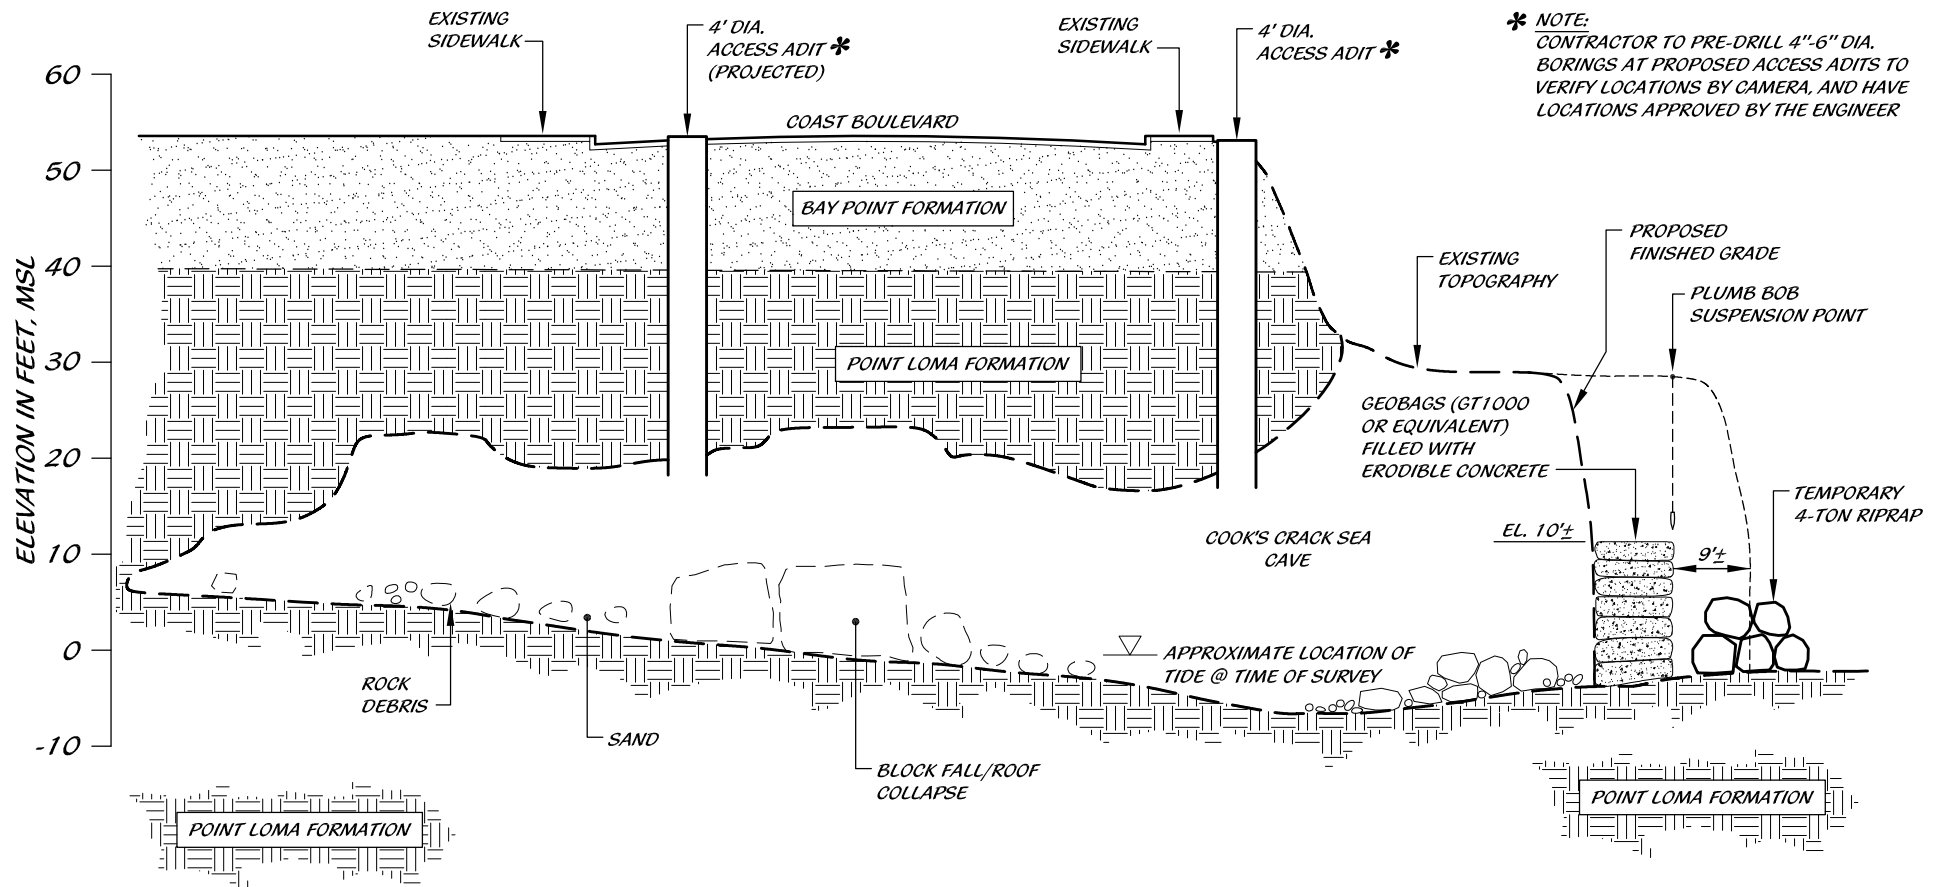 EXISTING
SIDEWALK
4' DIA.
ACCESS ADIT *
(PROJECTED)
EXISTING
SIDEWALK
4' DIA.
ACCESS ADIT *
* NOTE:
CONTRACTOR TO PRE-DRILL 4"-6" DIA.
BORINGS AT PROPOSED ACCESS ADITS TO
VERIFY LOCATIONS BY CAMERA, AND HAVE
LOCATIONS APPROVED BY THE ENGINEER
COAST BOULEVARD
ELEVATION IN FEET, MSL
60
50
40
30
20
10
0
-10
BAY POINT FORMATION
POINT LOMA FORMATION
EXISTING
TOPOGRAPHY
PROPOSED
FINISHED GRADE
PLUMB BOB
SUSPENSION POINT
GEOBAGS (GT1000
OR EQUIVALENT)
FILLED WITH
ERODIBLE CONCRETE
TEMPORARY
4-TON RIPRAP
EL. 10'±
9'±
COOK'S CRACK SEA
CAVE
APPROXIMATE LOCATION OF
TIDE @ TIME OF SURVEY
ROCK
DEBRIS
SAND
BLOCK FALL/ROOF
COLLAPSE
POINT LOMA FORMATION
POINT LOMA FORMATION